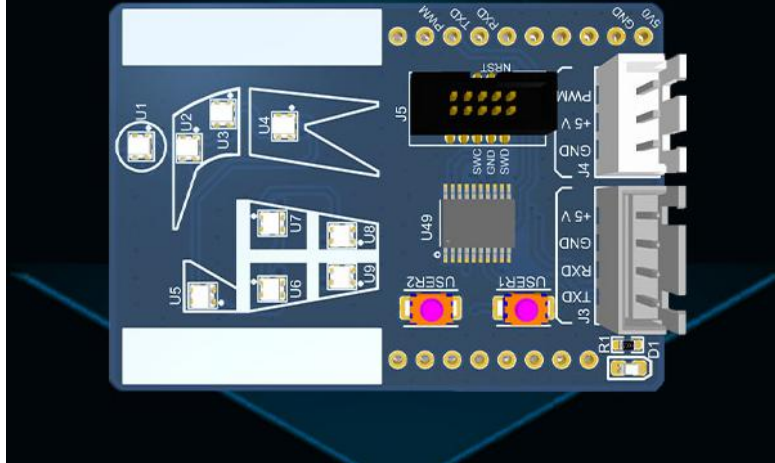 PWM
TXD
RXD
GND
5V0
NRST
J5
SWC
GND
SWD
PWM
+5 V
GND
J4
U1
U2
U3
U4
U49
+5 V
GND
RXD
TXD
J3
U7
U8
U5
U6
U9
USER2
USER1
R1
D1